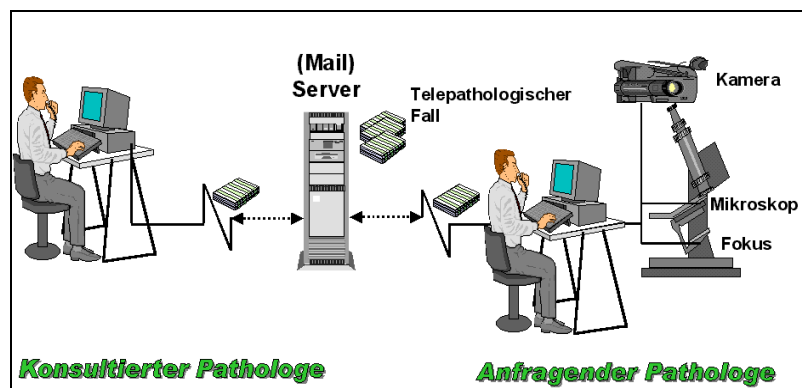 (Mail)
Server
Telepathologischer
Fall
Kamera
Mikroskop
Fokus
Konsultierter Pathologe
Anfragender Pathologe